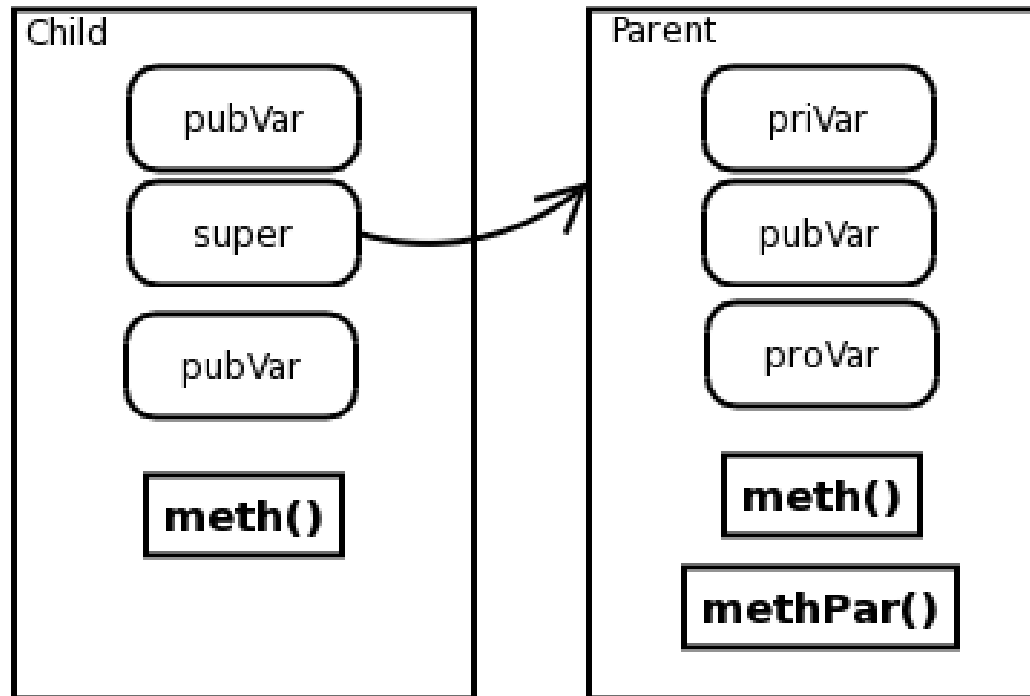 Child
pubVar
super
pubVar
meth()
Parent
priVar
pubVar
proVar
meth()
methPar()